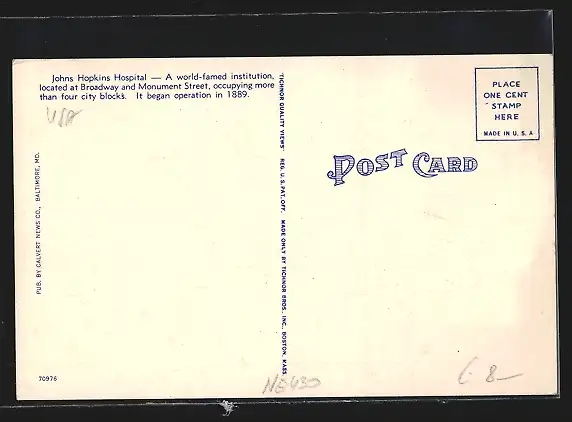 Johns Hopkins Hospital — A world-famed institution,
located at Broadway and Monument Street, occupying more
than four city blocks. It began operation in 1889.
USA
PUB. BY CALVERT NEWS CO., BALTIMORE, MD.
70976
TICHNOR QUALITY VIEWS REG. U. S. PAT. OFF. MADE ONLY BY TICHNOR BROS., INC., BOSTON, MASS.
POST CARD
PLACE
ONE CENT
STAMP
HERE
MADE IN U. S. A
NE430